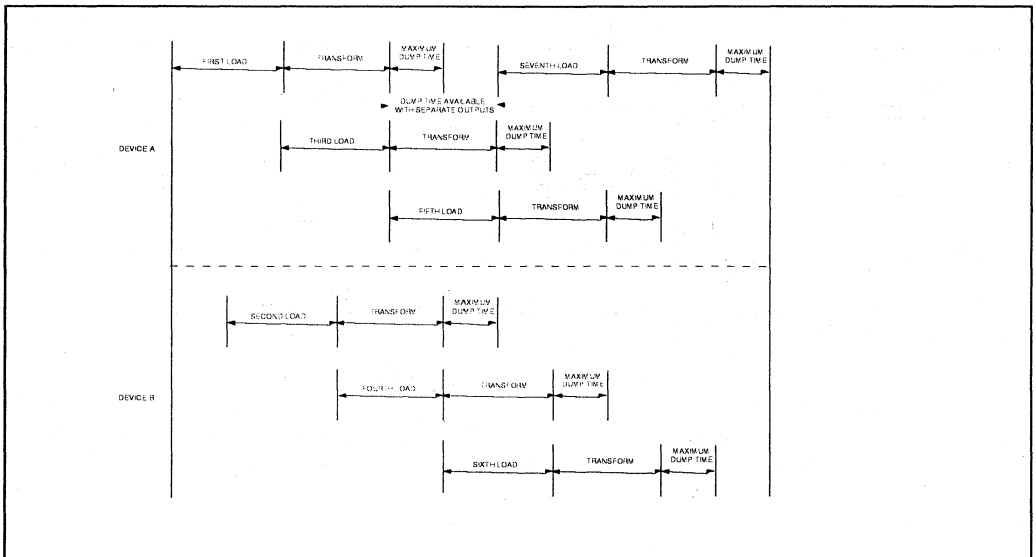 FIRST LOAD
TRANSFORM
MAXIMUM
DUMP TIME
SEVENTH LOAD
TRANSFORM
MAXIMUM
DUMP TIME
DUMP TIME AVAILABLE
WITH SEPARATE OUTPUTS
DEVICE A
THIRD LOAD
TRANSFORM
MAXIMUM
DUMP TIME
FIFTH LOAD
TRANSFORM
MAXIMUM
DUMP TIME
SECOND LOAD
TRANSFORM
MAXIMUM
DUMP TIME
DEVICE B
FOURTH LOAD
TRANSFORM
MAXIMUM
DUMP TIME
SIXTH LOAD
TRANSFORM
MAXIMUM
DUMP TIME